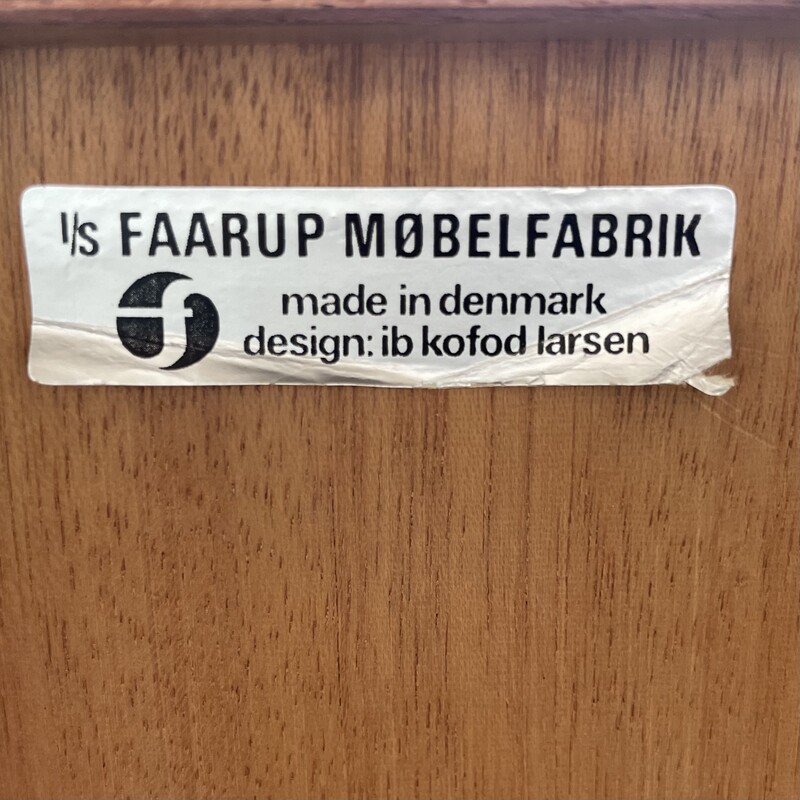 I/S FAARUP MØBELFABRIK
f
made in denmark
design: ib kofod larsen